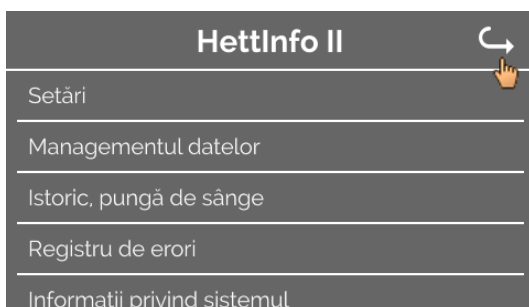 HettInfo II
Setări
Managementul datelor
Istoric, pungă de sânge
Registru de erori
Informații privind sistemul